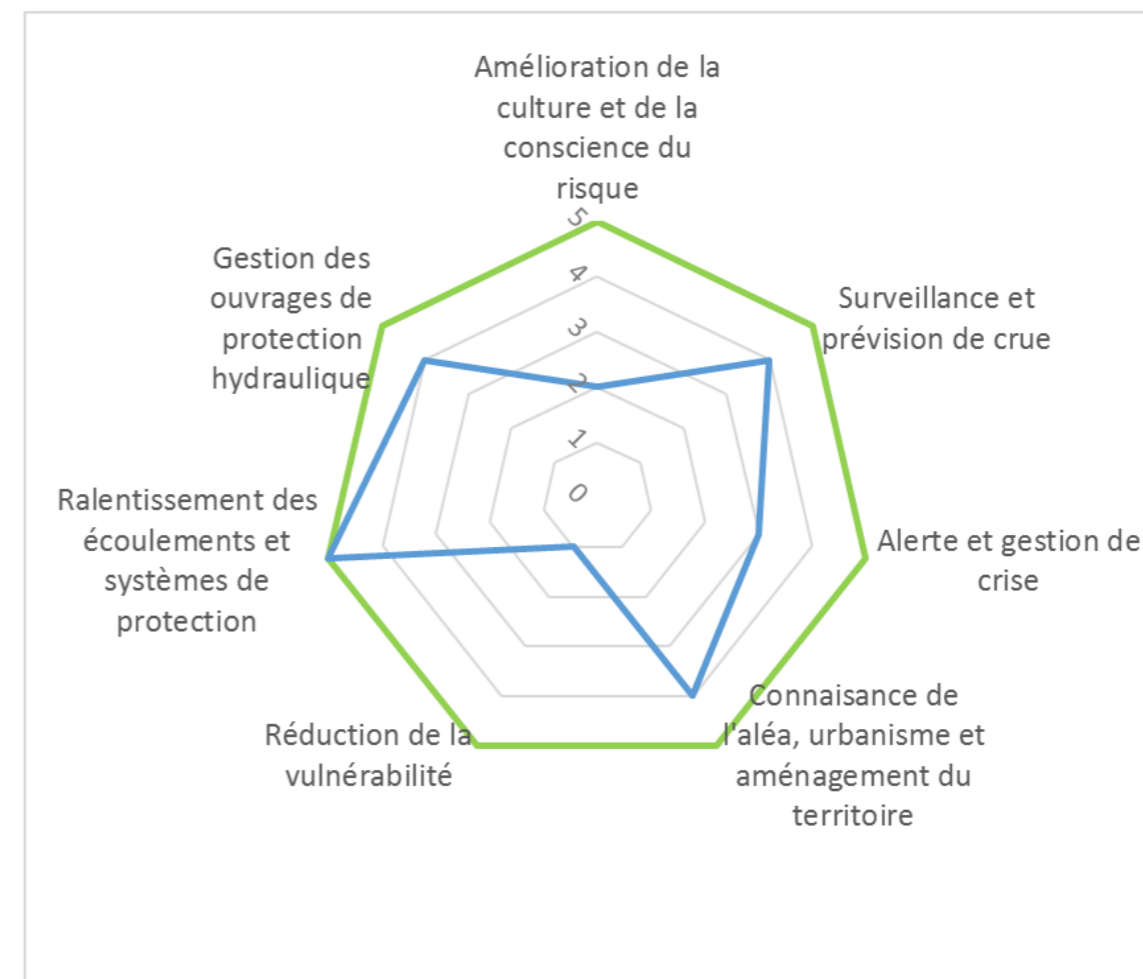 Amélioration de la
culture et de la
conscience du
risque
5
4
3
2
1
0
Surveillance et
prévision de crue
Alerte et gestion de
crise
Connaisance de
l'aléa, urbanisme et
aménagement du
territoire
Réduction de la
vulnérabilité
Ralentissement des
écoulements et
systèmes de
protection
Gestion des
ouvrages de
protection
hydraulique